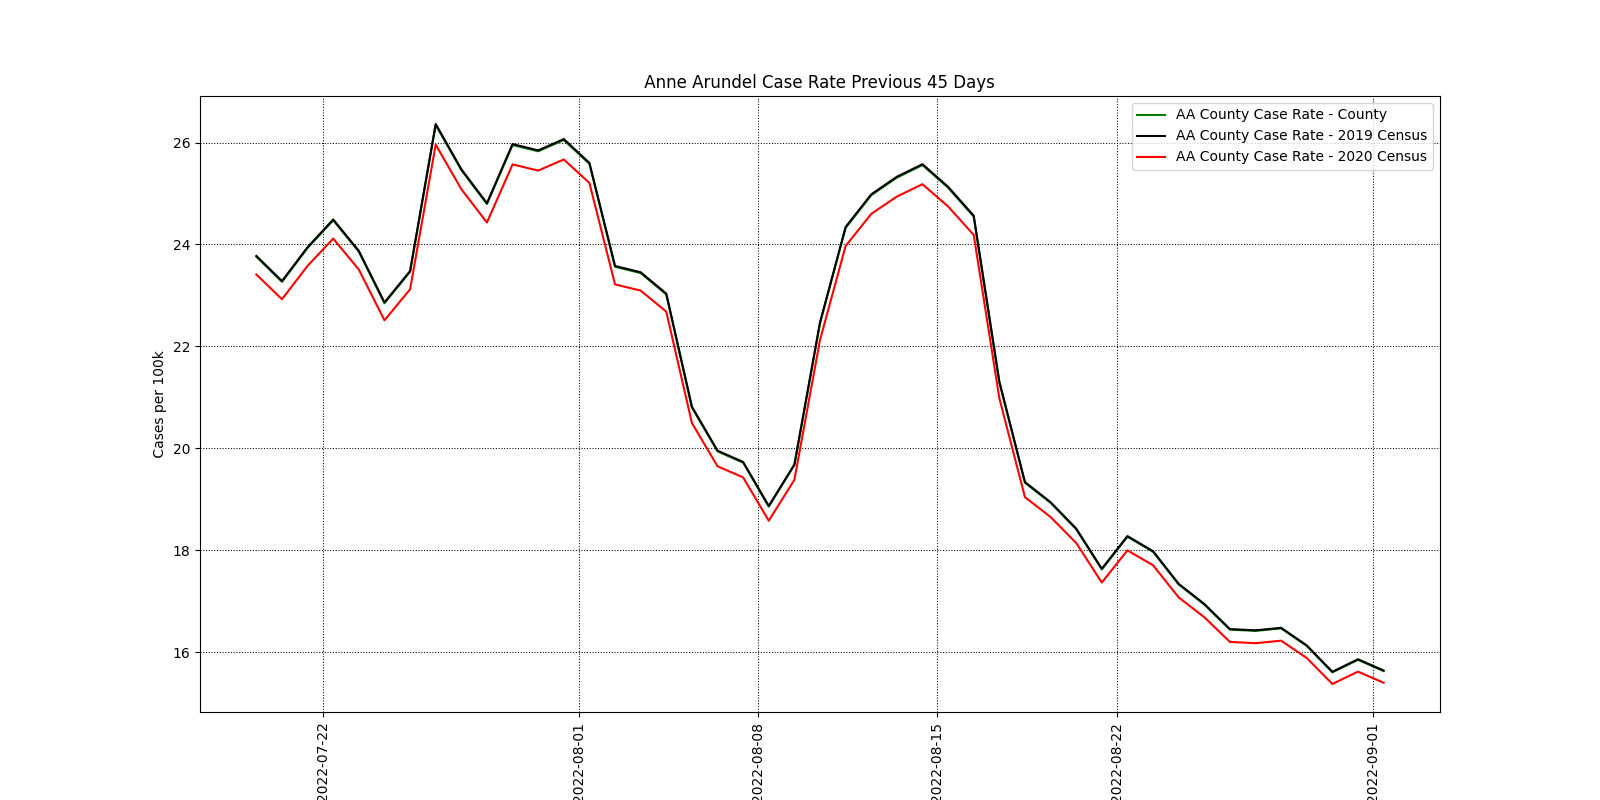 Anne Arundel Case Rate Previous 45 Days
AA County Case Rate - County
AA County Case Rate - 2019 Census
AA County Case Rate - 2020 Census
Cases per 100k
26
24
22
20
18
16
2022-07-22
2022-08-01
2022-08-08
2022-08-15
2022-08-22
2022-09-01